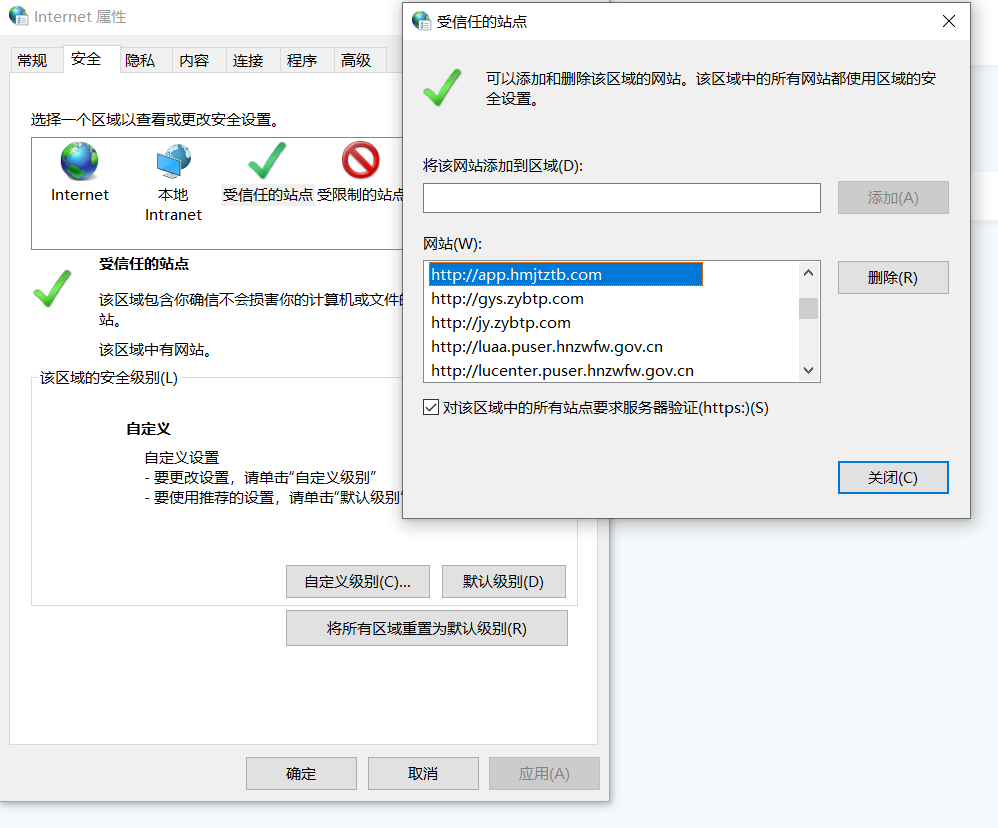 Internet 属性
常规
安全
隐私
内容
连接
程序
高级
选择一个区域以查看或更改安全设置。
Internet
本地
Intranet
受信任的站点
受限制的站点
受信任的站点
该区域包含你确信不会损害你的计算机或文件的
站。
该区域中有网站。
该区域的安全级别(L)
自定义
自定义设置
- 要更改设置，请单击“自定义级别”
- 要使用推荐的设置，请单击“默认级别”
自定义级别(C)...
默认级别(D)
将所有区域重置为默认级别(R)
确定
取消
应用(A)
受信任的站点
可以添加和删除该区域的网站。该区域中的所有网站都使用区域的安
全设置。
将该网站添加到区域(D):
添加(A)
网站(W):
http://app.hmjtztb.com
http://gys.zybtp.com
http://jy.zybtp.com
http://luaa.puser.hnzwfw.gov.cn
http://lucenter.puser.hnzwfw.gov.cn
删除(R)
对该区域中的所有站点要求服务器验证(https:)(S)
关闭(C)